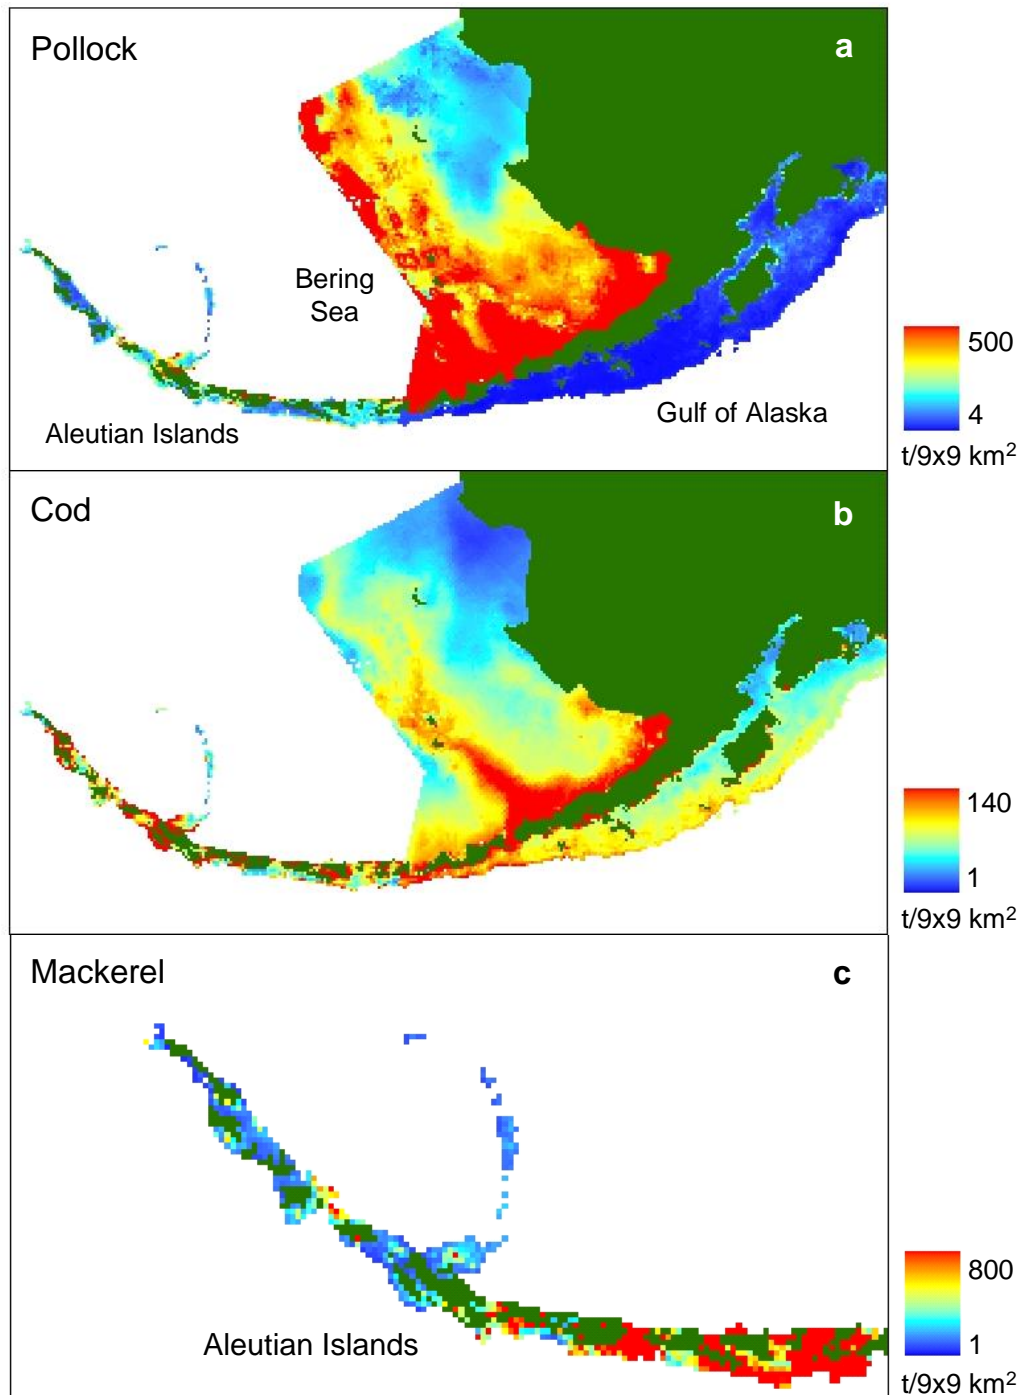 Pollock
a
Bering
Sea
Aleutian Islands
Gulf of Alaska
500
4
t/9x9 km²
Cod
b
140
1
t/9x9 km²
Mackerel
c
Aleutian Islands
800
1
t/9x9 km²